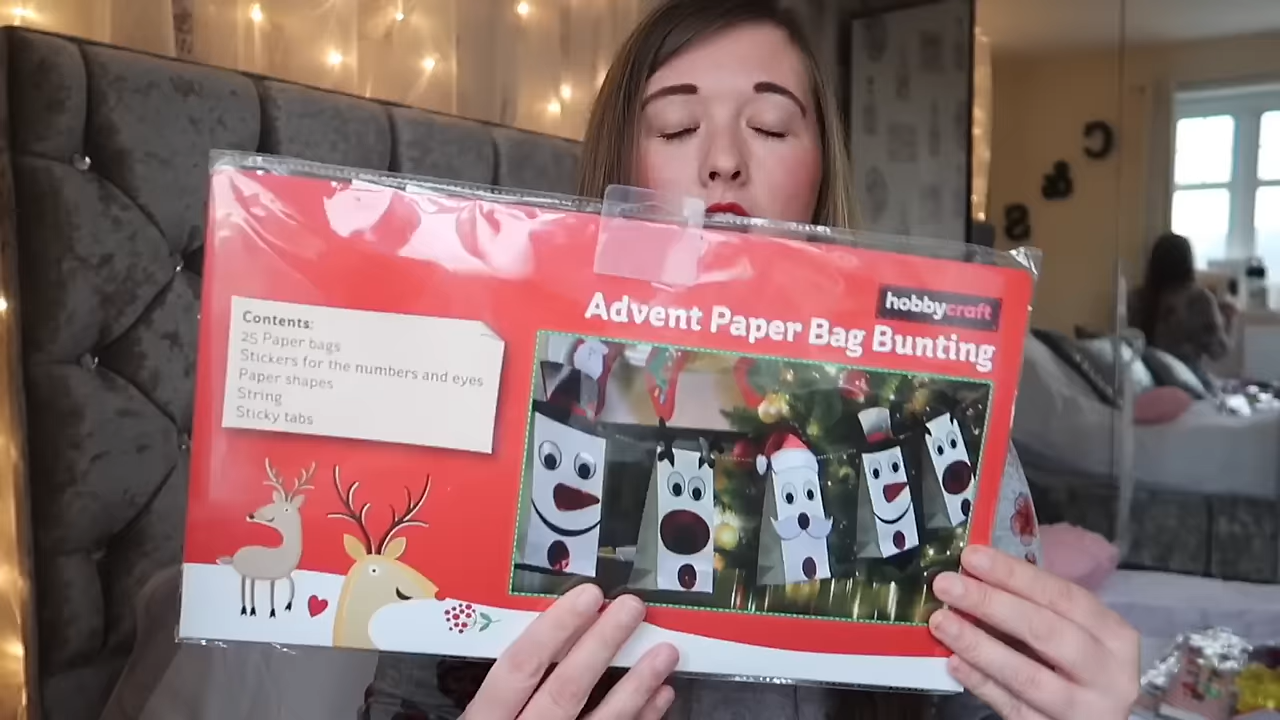 hobbycraft
Advent Paper Bag Bunting
Contents:
25 Paper bags
Stickers for the numbers and eyes
Paper shapes
String
Sticky tabs
C
&
S